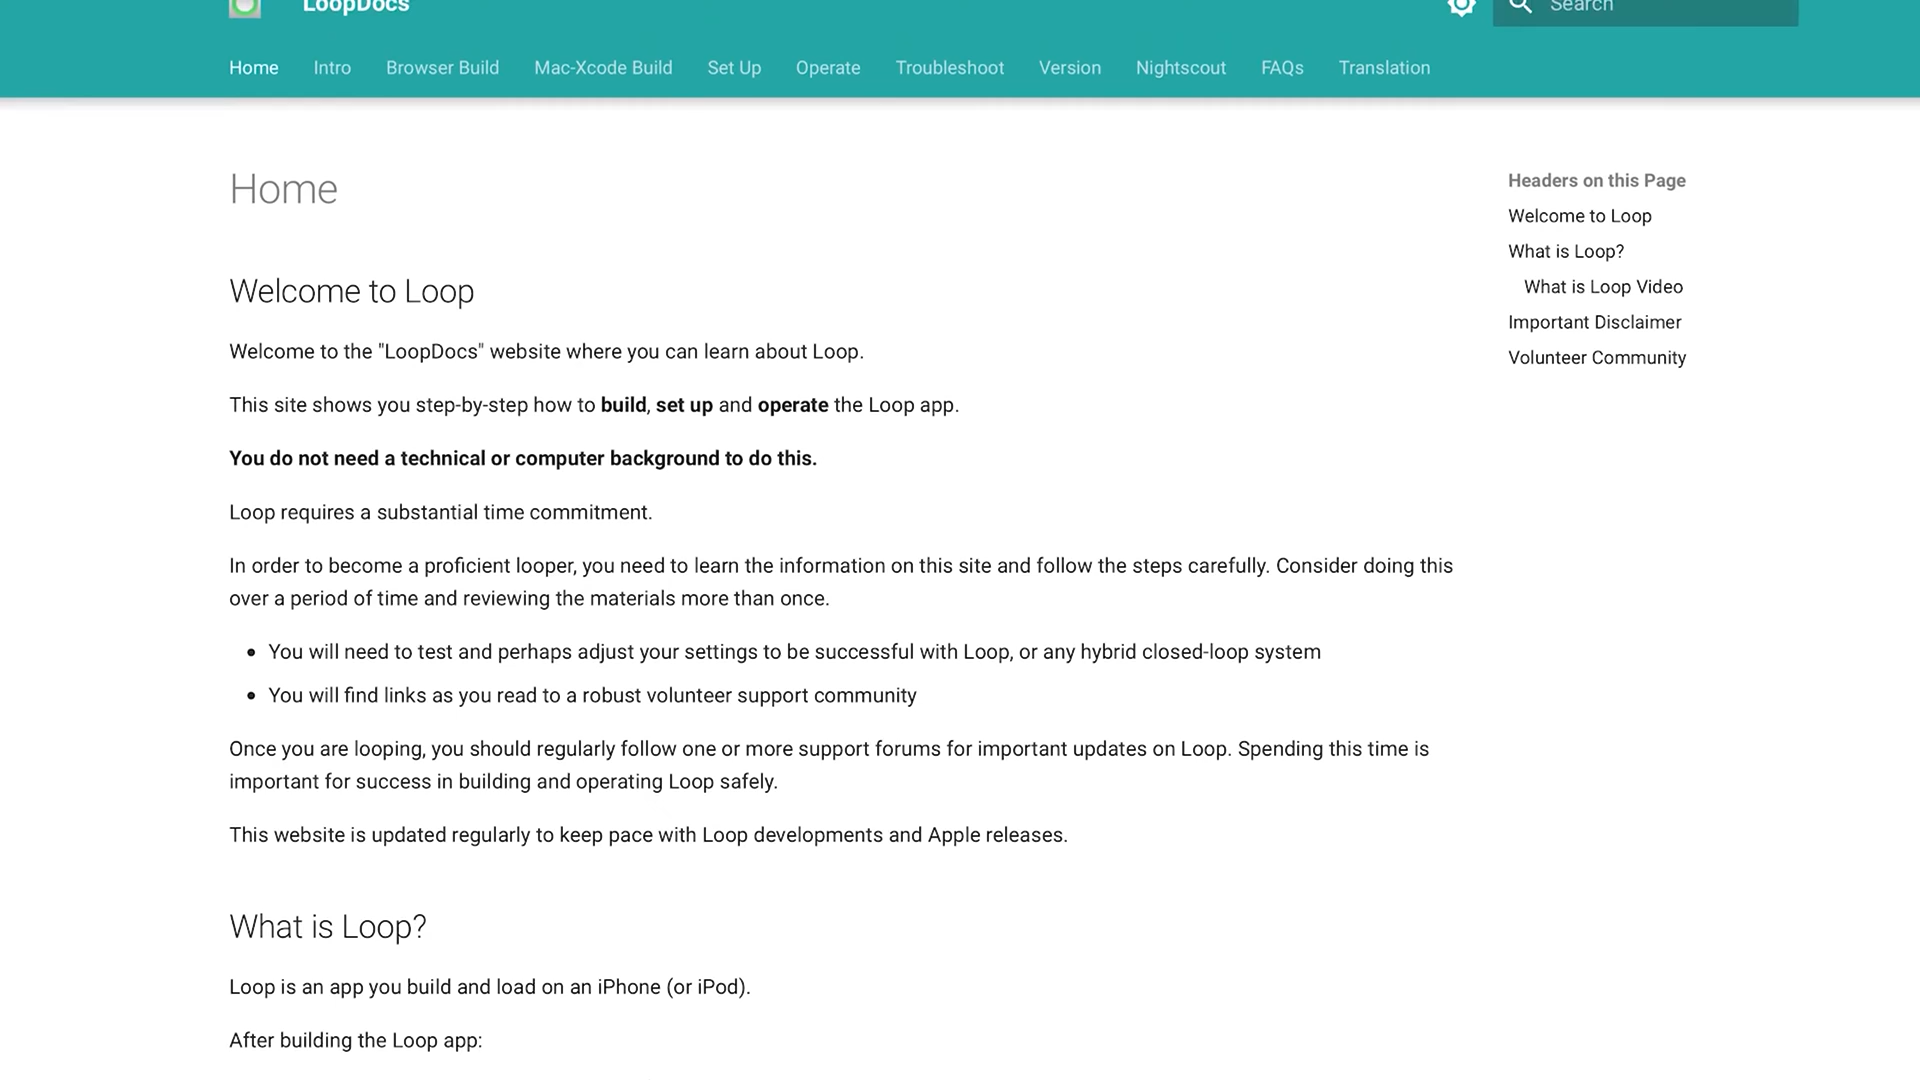 LoopDocs
Search
Home Intro Browser Build Mac-Xcode Build Set Up Operate Troubleshoot Version Nightscout FAQs Translation
Home
Welcome to Loop
Welcome to the "LoopDocs" website where you can learn about Loop.
This site shows you step-by-step how to build, set up and operate the Loop app.
You do not need a technical or computer background to do this.
Loop requires a substantial time commitment.
In order to become a proficient looper, you need to learn the information on this site and follow the steps carefully. Consider doing this
over a period of time and reviewing the materials more than once.
• You will need to test and perhaps adjust your settings to be successful with Loop, or any hybrid closed-loop system
• You will find links as you read to a robust volunteer support community
Once you are looping, you should regularly follow one or more support forums for important updates on Loop. Spending this time is
important for success in building and operating Loop safely.
This website is updated regularly to keep pace with Loop developments and Apple releases.
What is Loop?
Loop is an app you build and load on an iPhone (or iPod).
After building the Loop app:
Headers on this Page
Welcome to Loop
What is Loop?
What is Loop Video
Important Disclaimer
Volunteer Community